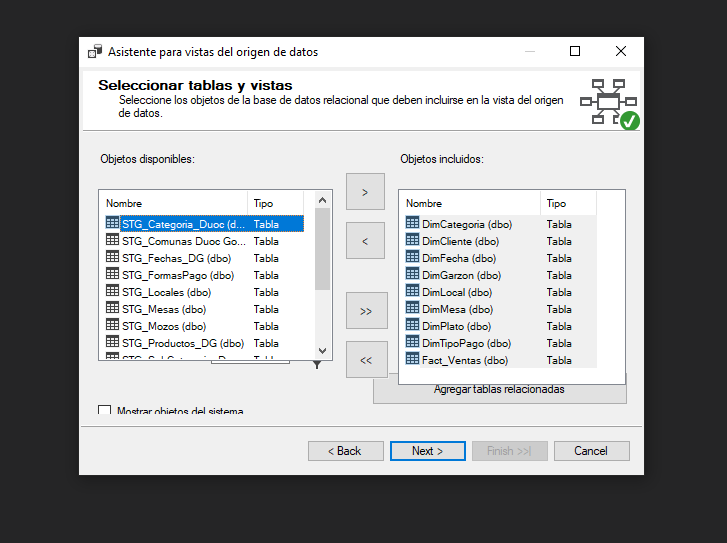 Asistente para vistas del origen de datos
Seleccionar tablas y vistas
Seleccione los objetos de la base de datos relacional que deben incluirse en la vista del origen
de datos.
Objetos disponibles:
Nombre Tipo
STG_Categoria_Duoc (d... Tabla
STG_Comunas Duoc Go... Tabla
STG_Fechas_DG (dbo) Tabla
STG_FormasPago (dbo) Tabla
STG_Locales (dbo) Tabla
STG_Mesas (dbo) Tabla
STG_Mozos (dbo) Tabla
STG_Productos_DG (dbo) Tabla
>
<
>>
<<
Objetos incluidos:
Nombre Tipo
DimCategoria (dbo) Tabla
DimCliente (dbo) Tabla
DimFecha (dbo) Tabla
DimGarzon (dbo) Tabla
DimLocal (dbo) Tabla
DimMesa (dbo) Tabla
DimPlato (dbo) Tabla
DimTipoPago (dbo) Tabla
Fact_Ventas (dbo) Tabla
Agregar tablas relacionadas
Mostrar objetos del sistema
< Back Next > Finish >>| Cancel